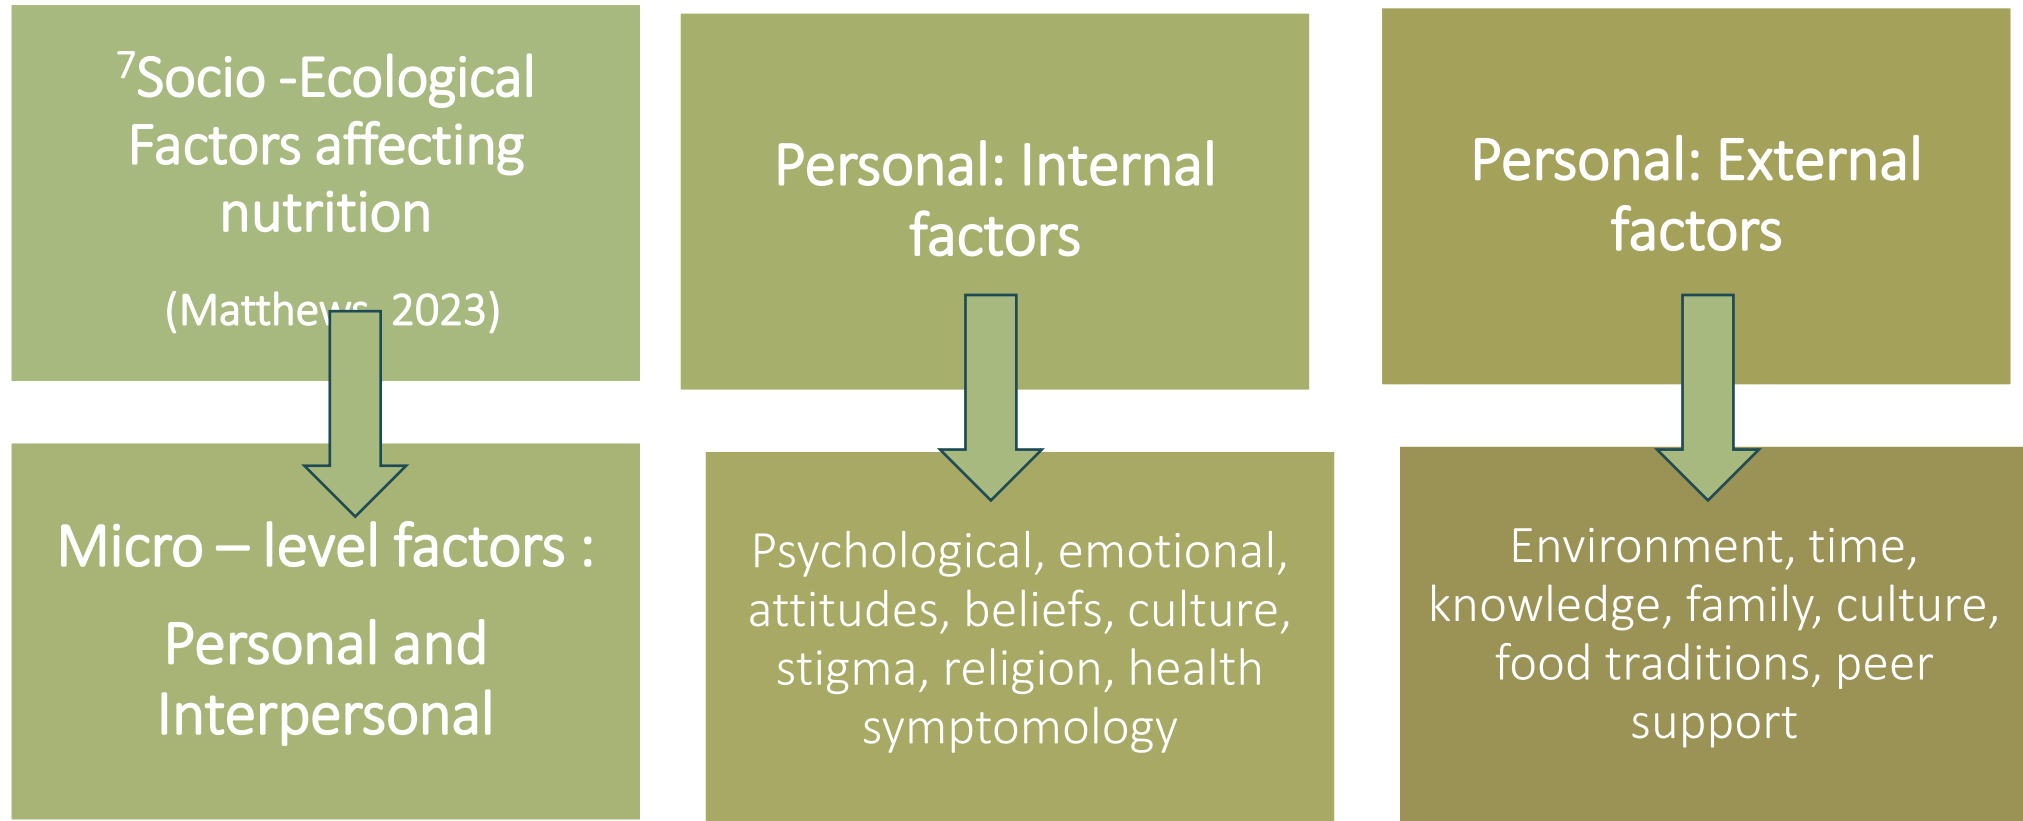 ⁷Socio -Ecological
Factors affecting
nutrition
(Matthews, 2023)
Micro – level factors :
Personal and
Interpersonal
Personal: Internal
factors
Psychological, emotional,
attitudes, beliefs, culture,
stigma, religion, health
symptomology
Personal: External
factors
Environment, time,
knowledge, family, culture,
food traditions, peer
support